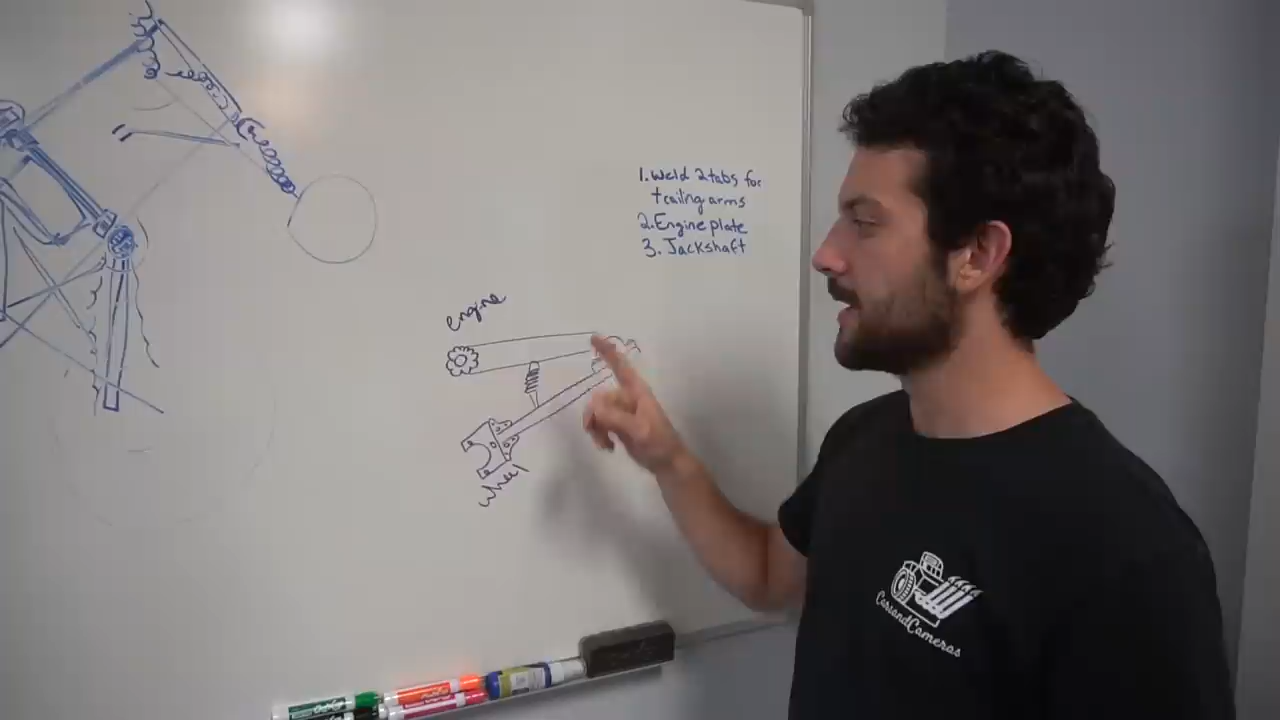 1. Weld 2 tabs for
trailing arms
2. Engine plate
3. Jackshaft
engine
wheel
CarsandCameras